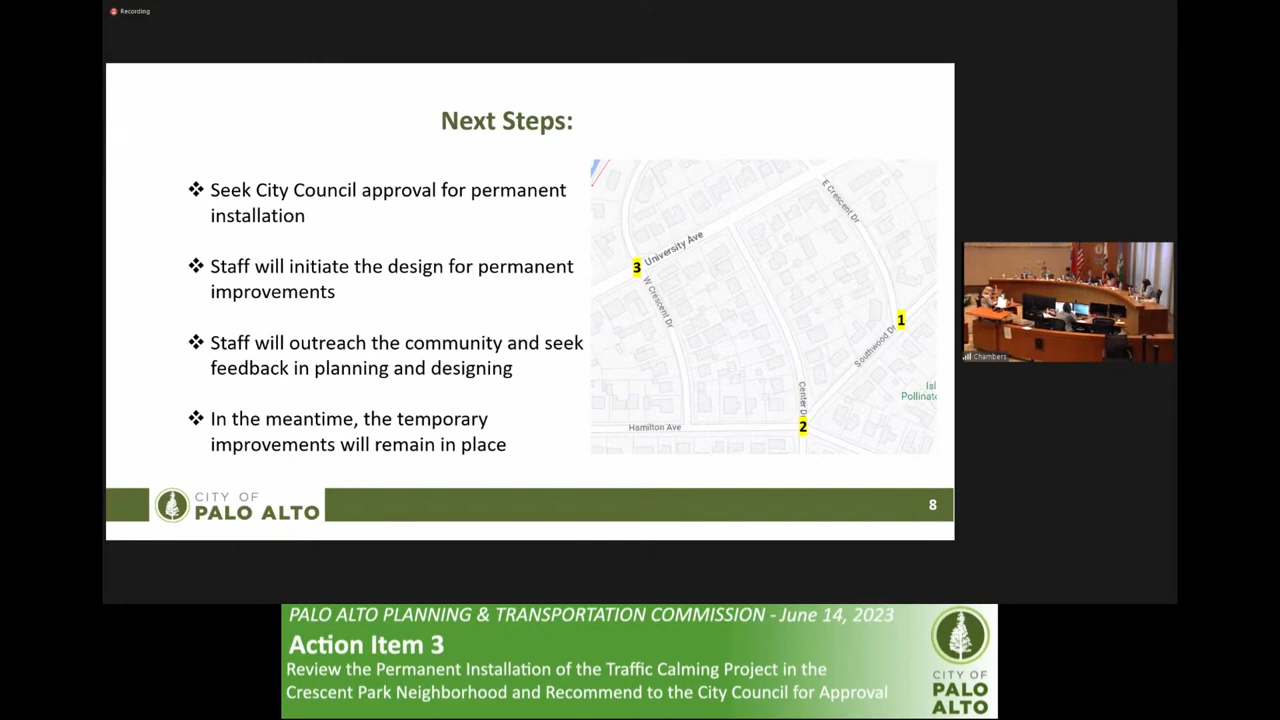 Recording
Next Steps:
❖ Seek City Council approval for permanent
installation
❖ Staff will initiate the design for permanent
improvements
❖ Staff will outreach the community and seek
feedback in planning and designing
❖ In the meantime, the temporary
improvements will remain in place
E Crescent Dr
University Ave
3
W Crescent Dr
1
Southwood Dr
Isl
Pollinato
Center Dr
Hamilton Ave
2
Chambers
CITY OF
PALO ALTO
8
PALO ALTO PLANNING & TRANSPORTATION COMMISSION - June 14, 2023
Action Item 3
Review the Permanent Installation of the Traffic Calming Project in the
Crescent Park Neighborhood and Recommend to the City Council for Approval
CITY OF
PALO
ALTO